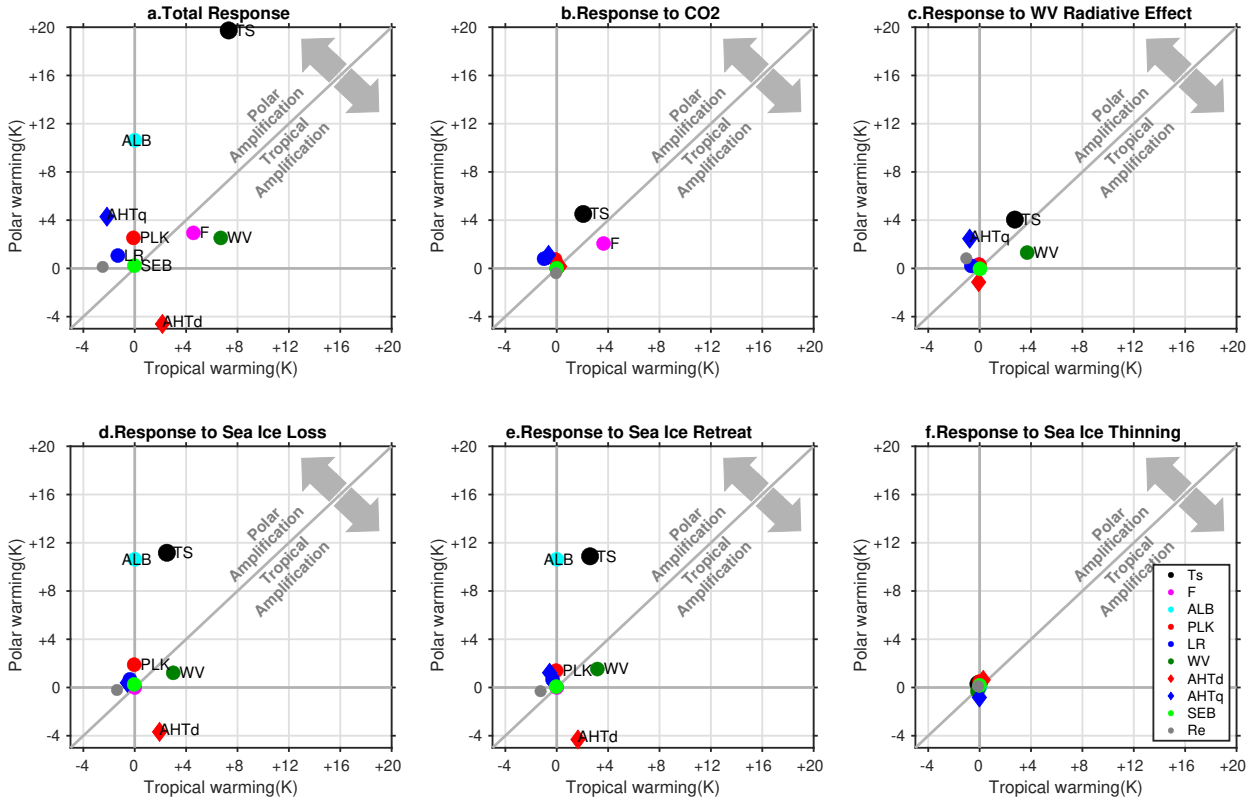 a.Total Response
+20
+16
+12
+8
+4
0
-4
Polar warming(K)
-4
0
+4
+8
+12
+16
+20
Tropical warming(K)
Polar
Amplification
Tropical
Amplification
TS
ALB
AHTq
PLK
F
WV
LR
SEB
AHTd
b.Response to CO2
+20
+16
+12
+8
+4
0
-4
Polar warming(K)
-4
0
+4
+8
+12
+16
+20
Tropical warming(K)
Polar
Amplification
Tropical
Amplification
TS
F
c.Response to WV Radiative Effect
+20
+16
+12
+8
+4
0
-4
Polar warming(K)
-4
0
+4
+8
+12
+16
+20
Tropical warming(K)
Polar
Amplification
Tropical
Amplification
TS
AHTq
WV
d.Response to Sea Ice Loss
+20
+16
+12
+8
+4
0
-4
Polar warming(K)
-4
0
+4
+8
+12
+16
+20
Tropical warming(K)
Polar
Amplification
Tropical
Amplification
ALB
TS
PLK
WV
AHTd
e.Response to Sea Ice Retreat
+20
+16
+12
+8
+4
0
-4
Polar warming(K)
-4
0
+4
+8
+12
+16
+20
Tropical warming(K)
Polar
Amplification
Tropical
Amplification
ALB
TS
PLK
WV
AHTd
f.Response to Sea Ice Thinning
+20
+16
+12
+8
+4
0
-4
Polar warming(K)
-4
0
+4
+8
+12
+16
+20
Tropical warming(K)
Polar
Amplification
Tropical
Amplification
Ts
F
ALB
PLK
LR
WV
AHTd
AHTq
SEB
Re